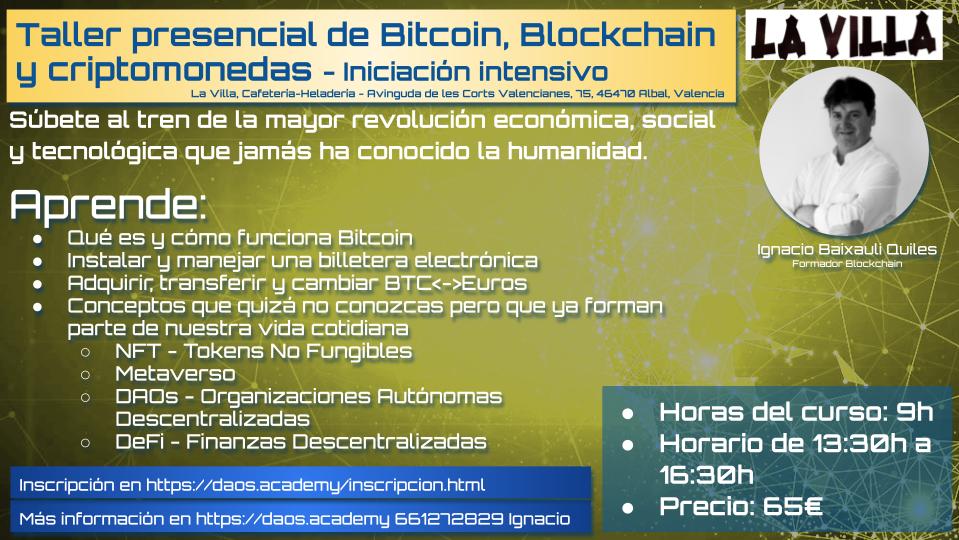 Taller presencial de Bitcoin, Blockchain
y criptomonedas - Iniciación intensivo
La Villa, Cafetería-Heladería - Avinguda de les Corts Valencianes, 75, 46470 Albal, Valencia
LA VILLA
Súbete al tren de la mayor revolución económica, social
y tecnológica que jamás ha conocido la humanidad.
Ignacio Baixauli Quiles
Formador Blockchain
Aprende:
● Qué es y cómo funciona Bitcoin
● Instalar y manejar una billetera electrónica
● Adquirir, transferir y cambiar BTC<->Euros
● Conceptos que quizá no conozcas pero que ya forman
parte de nuestra vida cotidiana
○ NFT - Tokens No Fungibles
○ Metaverso
○ DAOs - Organizaciones Autónomas
Descentralizadas
○ DeFi - Finanzas Descentralizadas
● Horas del curso: 9h
● Horario de 13:30h a
16:30h
● Precio: 65€
Inscripción en https://daos.academy/inscripcion.html
Más información en https://daos.academy 661272829 Ignacio